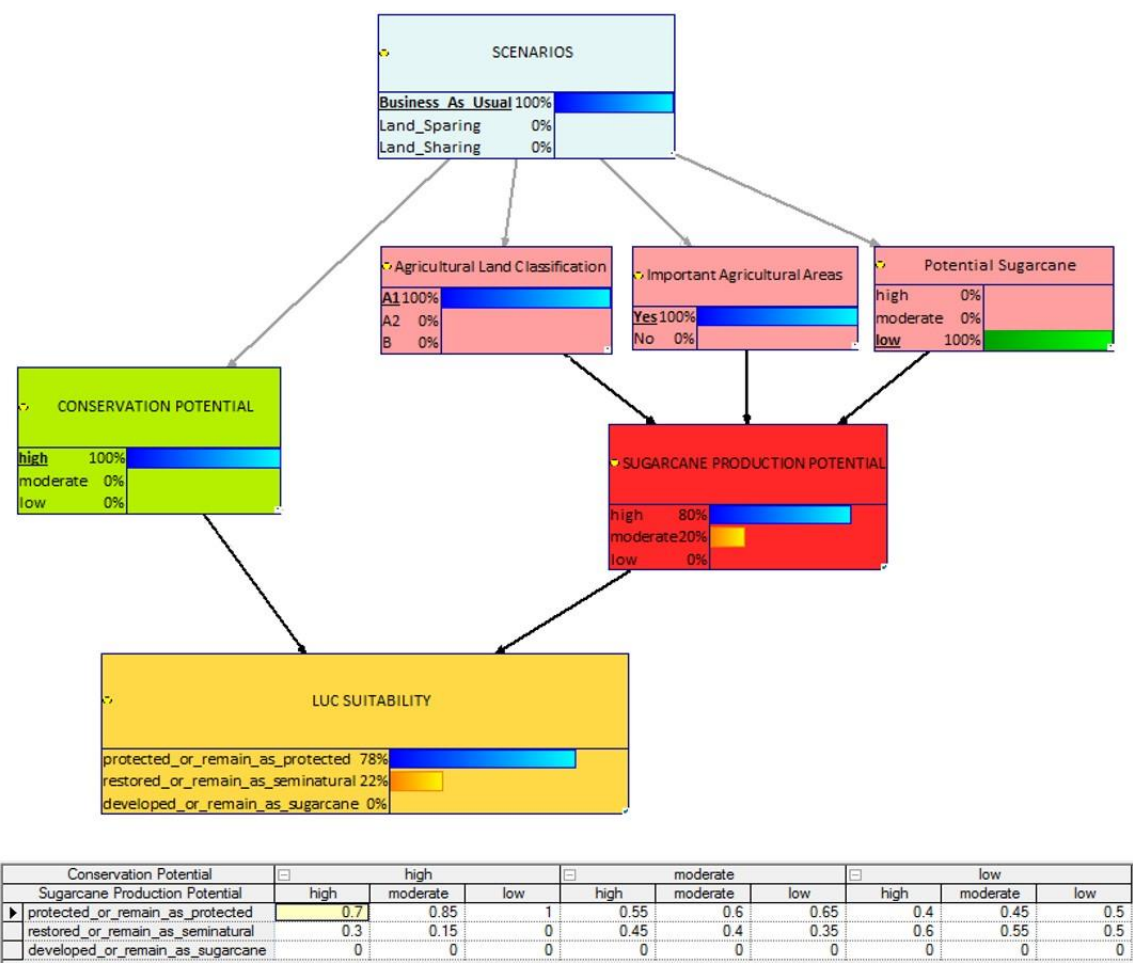 SCENARIOS
Business_As_Usual 100%
Land_Sparing 0%
Land_Sharing 0%
Agricultural Land Classification
A1 100%
A2 0%
B 0%
Important Agricultural Areas
Yes 100%
No 0%
Potential Sugarcane
high 0%
moderate 0%
low 100%
CONSERVATION POTENTIAL
high 100%
moderate 0%
low 0%
SUGARCANE PRODUCTION POTENTIAL
high 80%
moderate 20%
low 0%
LUC SUITABILITY
protected_or_remain_as_protected 78%
restored_or_remain_as_seminatural 22%
developed_or_remain_as_sugarcane 0%
Conservation Potential high moderate low
Sugarcane Production Potential high moderate low high moderate low high moderate low
protected_or_remain_as_protected 0.7 0.85 1 0.55 0.6 0.65 0.4 0.45 0.5
restored_or_remain_as_seminatural 0.3 0.15 0 0.45 0.4 0.35 0.6 0.55 0.5
developed_or_remain_as_sugarcane 0 0 0 0 0 0 0 0 0